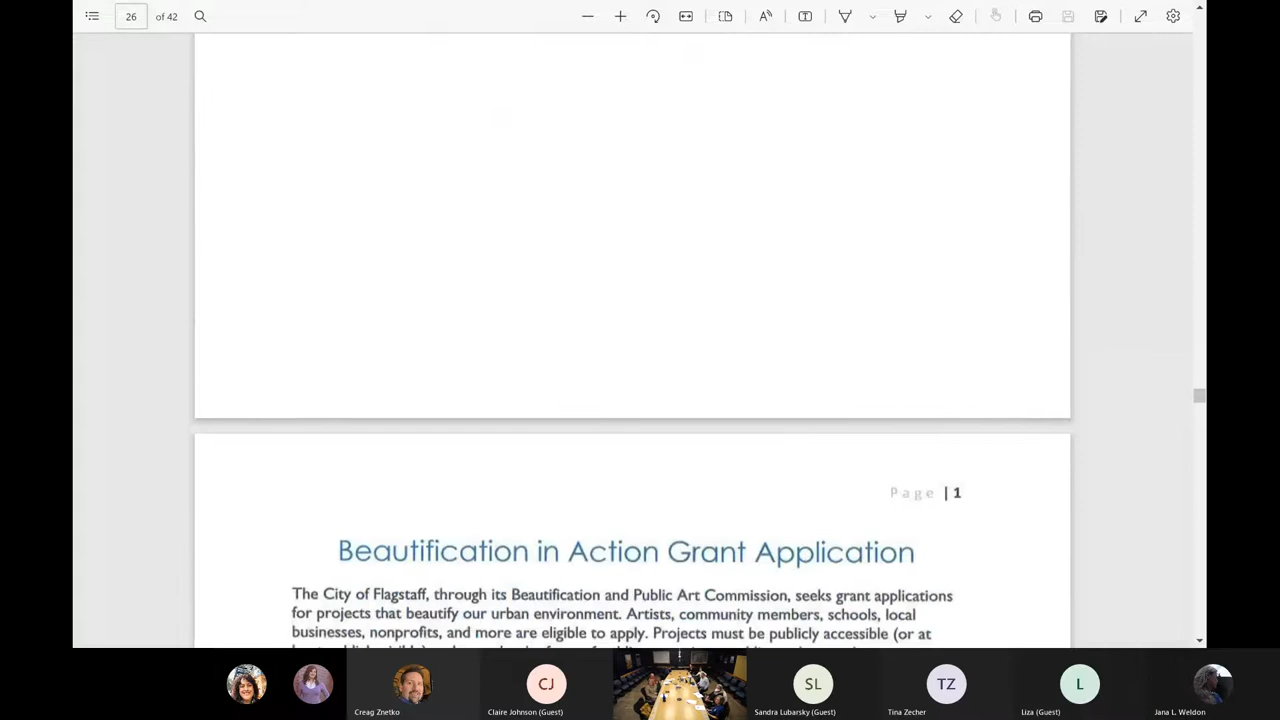 26 of 42
Page | 1
Beautification in Action Grant Application
The City of Flagstaff, through its Beautification and Public Art Commission, seeks grant applications
for projects that beautify our urban environment. Artists, community members, schools, local
businesses, nonprofits, and more are eligible to apply. Projects must be publicly accessible (or at
CJ
SL
TZ
L
Creag Znetko
Claire Johnson (Guest)
Sandra Lubarsky (Guest)
Tina Zecher
Liza (Guest)
Jana L. Weldon